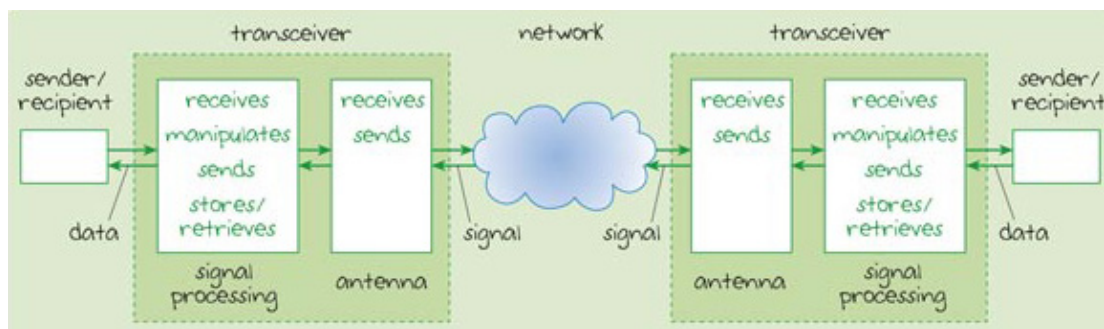 transceiver
network
transceiver
sender/
recipient
receives
manipulates
sends
stores/
retrieves
receives
sends
receives
sends
receives
manipulates
sends
stores/
retrieves
sender/
recipient
data
signal
signal
data
signal
processing
antenna
antenna
signal
processing